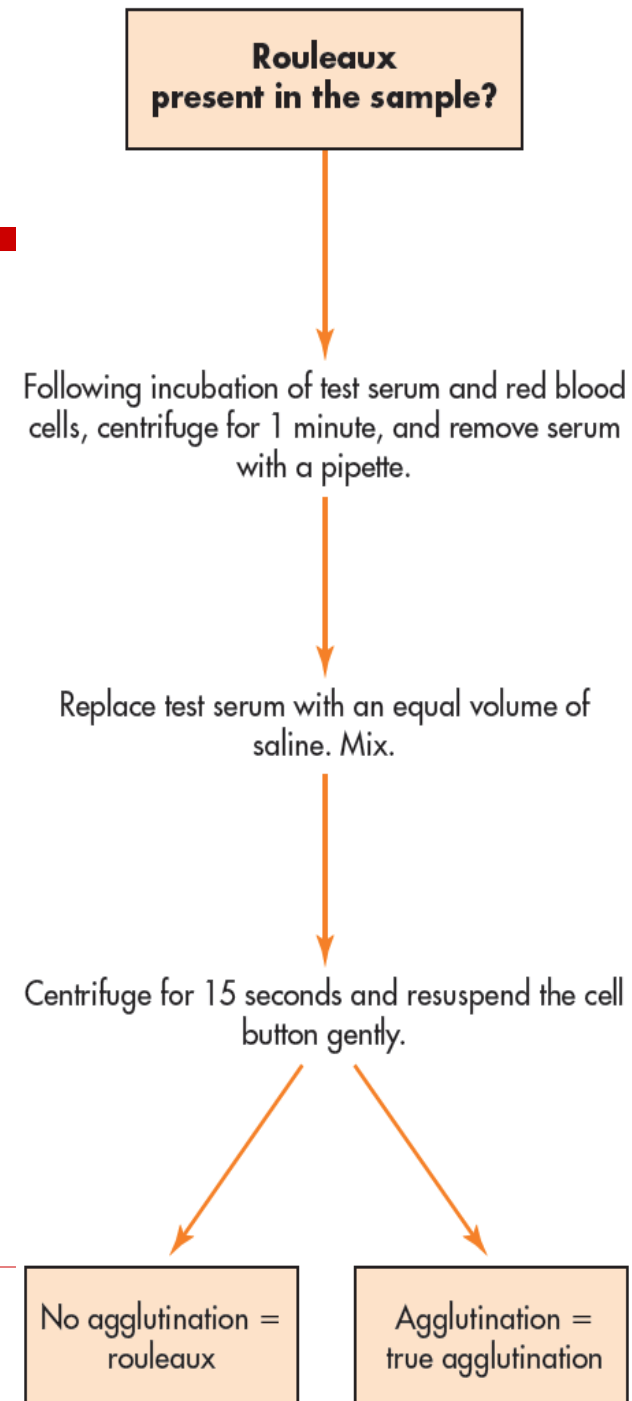 Rouleaux
present in the sample?
Following incubation of test serum and red blood
cells, centrifuge for 1 minute, and remove serum
with a pipette.
Replace test serum with an equal volume of
saline. Mix.
Centrifuge for 15 seconds and resuspend the cell
button gently.
No agglutination =
rouleaux
Agglutination =
true agglutination